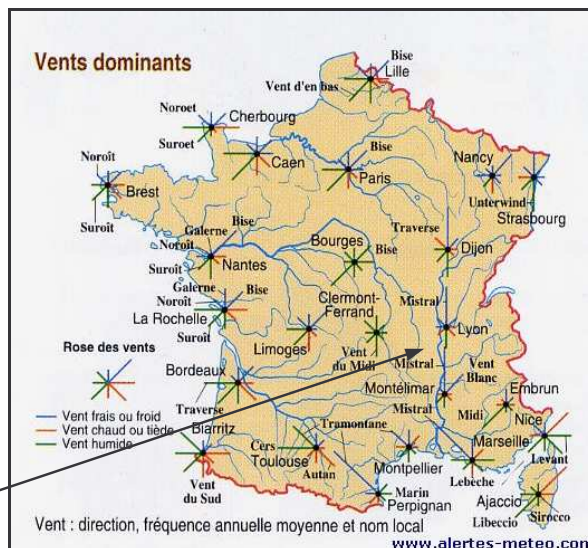 Vents dominants
Bise
Lille
Vent d'en bas
Noroet
Cherbourg
Suroet
Caen
Bise
Paris
Nancy
Noroît
Brest
Suroît
Unterwind
Strasbourg
Galerne
Bise
Noroît
Nantes
Suroît
Bourges
Bise
Traverse
Dijon
Galerne
Noroît
Bise
La Rochelle
Suroît
Clermont-
Ferrand
Limoges
Vent
du Midi
Mistral
Lyon
Mistral
Vent
Blanc
Rose des vents
Bordeaux
Traverse
Biarritz
Montélimar
Mistral
Midi
Embrun
Nice
Vent frais ou froid
Vent chaud ou tiède
Vent humide
Tramontane
Cers
Toulouse
Autan
Montpellier
Marseille
Lebèche
Levant
Vent
du Sud
Marin
Perpignan
Ajaccio
Libeccio
Sirocco
Vent : direction, fréquence annuelle moyenne et nom local
www.alertes-meteo.com